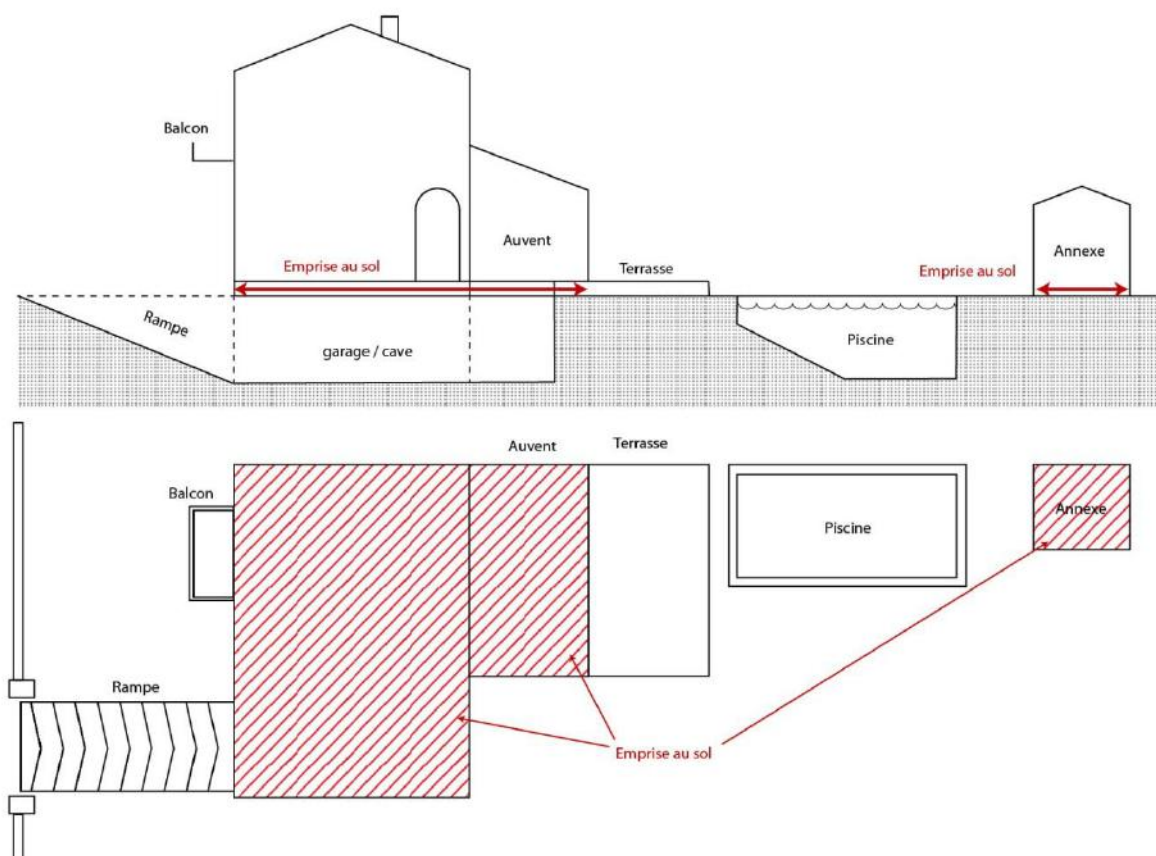 Balcon
Auvent
Annexe
Emprise au sol
Terrasse
Emprise au sol
Rampe
garage / cave
Piscine
Auvent
Terrasse
Balcon
Piscine
Annexe
Rampe
Emprise au sol